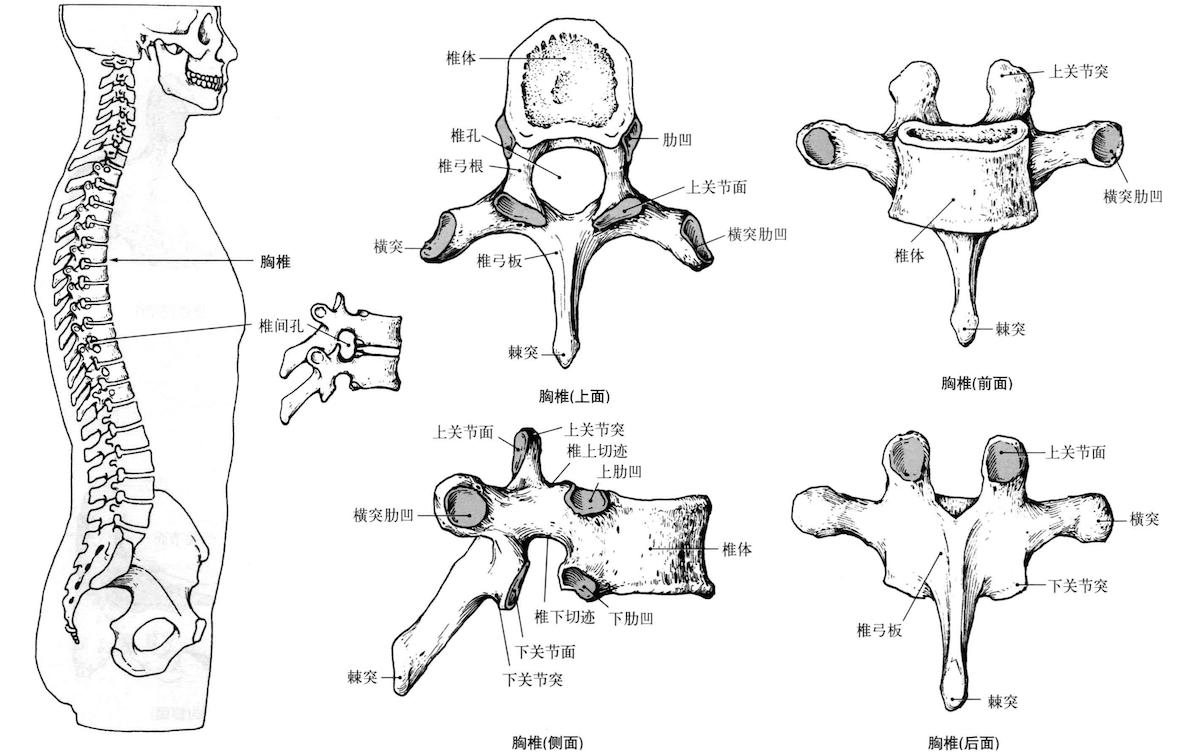 胸椎
椎间孔
椎体
椎孔
椎弓根
肋凹
上关节面
横突
横突肋凹
椎弓板
棘突
胸椎(上面)
上关节突
横突肋凹
椎体
棘突
胸椎(前面)
上关节面
上关节突
椎上切迹
上肋凹
横突肋凹
椎体
椎下切迹
下肋凹
下关节面
棘突
下关节突
胸椎(侧面)
上关节面
横突
下关节突
椎弓板
棘突
胸椎(后面)